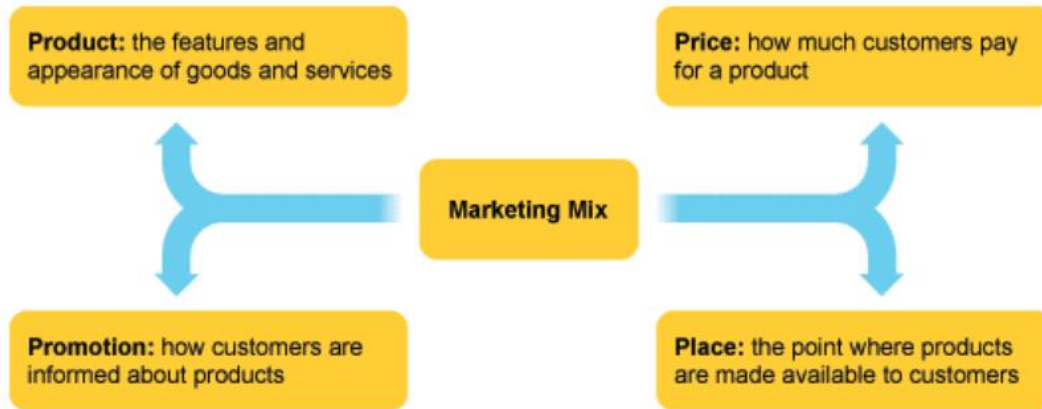 Product: the features and
appearance of goods and services
Price: how much customers pay
for a product
Marketing Mix
Promotion: how customers are
informed about products
Place: the point where products
are made available to customers